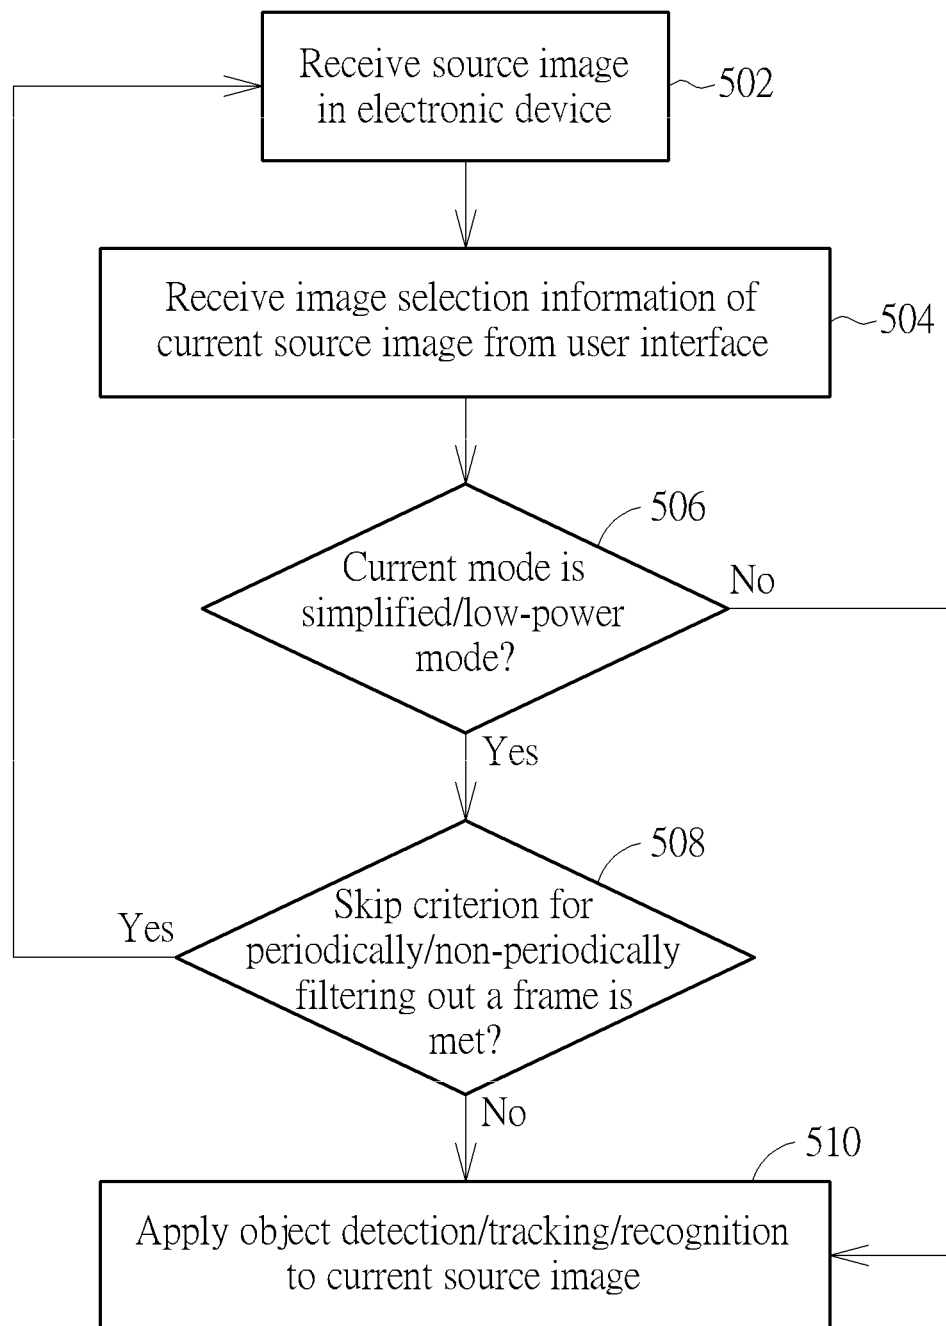 Receive source image
in electronic device
502
Receive image selection information of
current source image from user interface
504
506
Current mode is
simplified/low-power
mode?
No
Yes
508
Skip criterion for
periodically/non-periodically
filtering out a frame is
met?
Yes
No
510
Apply object detection/tracking/recognition
to current source image